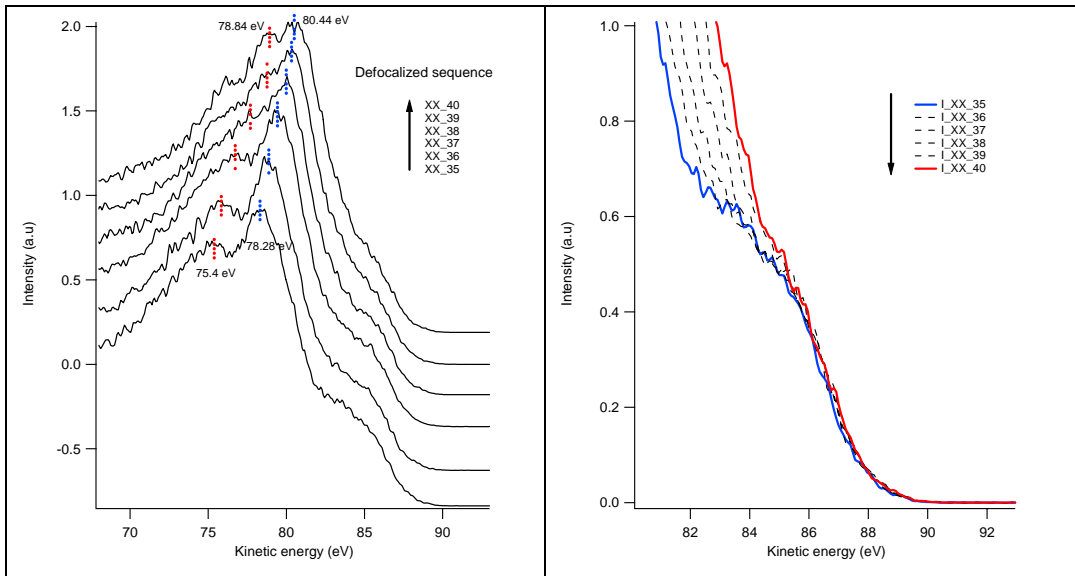 2.0
1.5
1.0
0.5
0.0
-0.5
Intensity (a.u)
70
75
80
85
90
Kinetic energy (eV)
78.84 eV
80.44 eV
78.28 eV
75.4 eV
Defocalized sequence
XX_40
XX_39
XX_38
XX_37
XX_36
XX_35
1.0
0.8
0.6
0.4
0.2
0.0
Intensity (a.u)
82
84
86
88
90
92
Kinetic energy (eV)
I_XX_35
I_XX_36
I_XX_37
I_XX_38
I_XX_39
I_XX_40